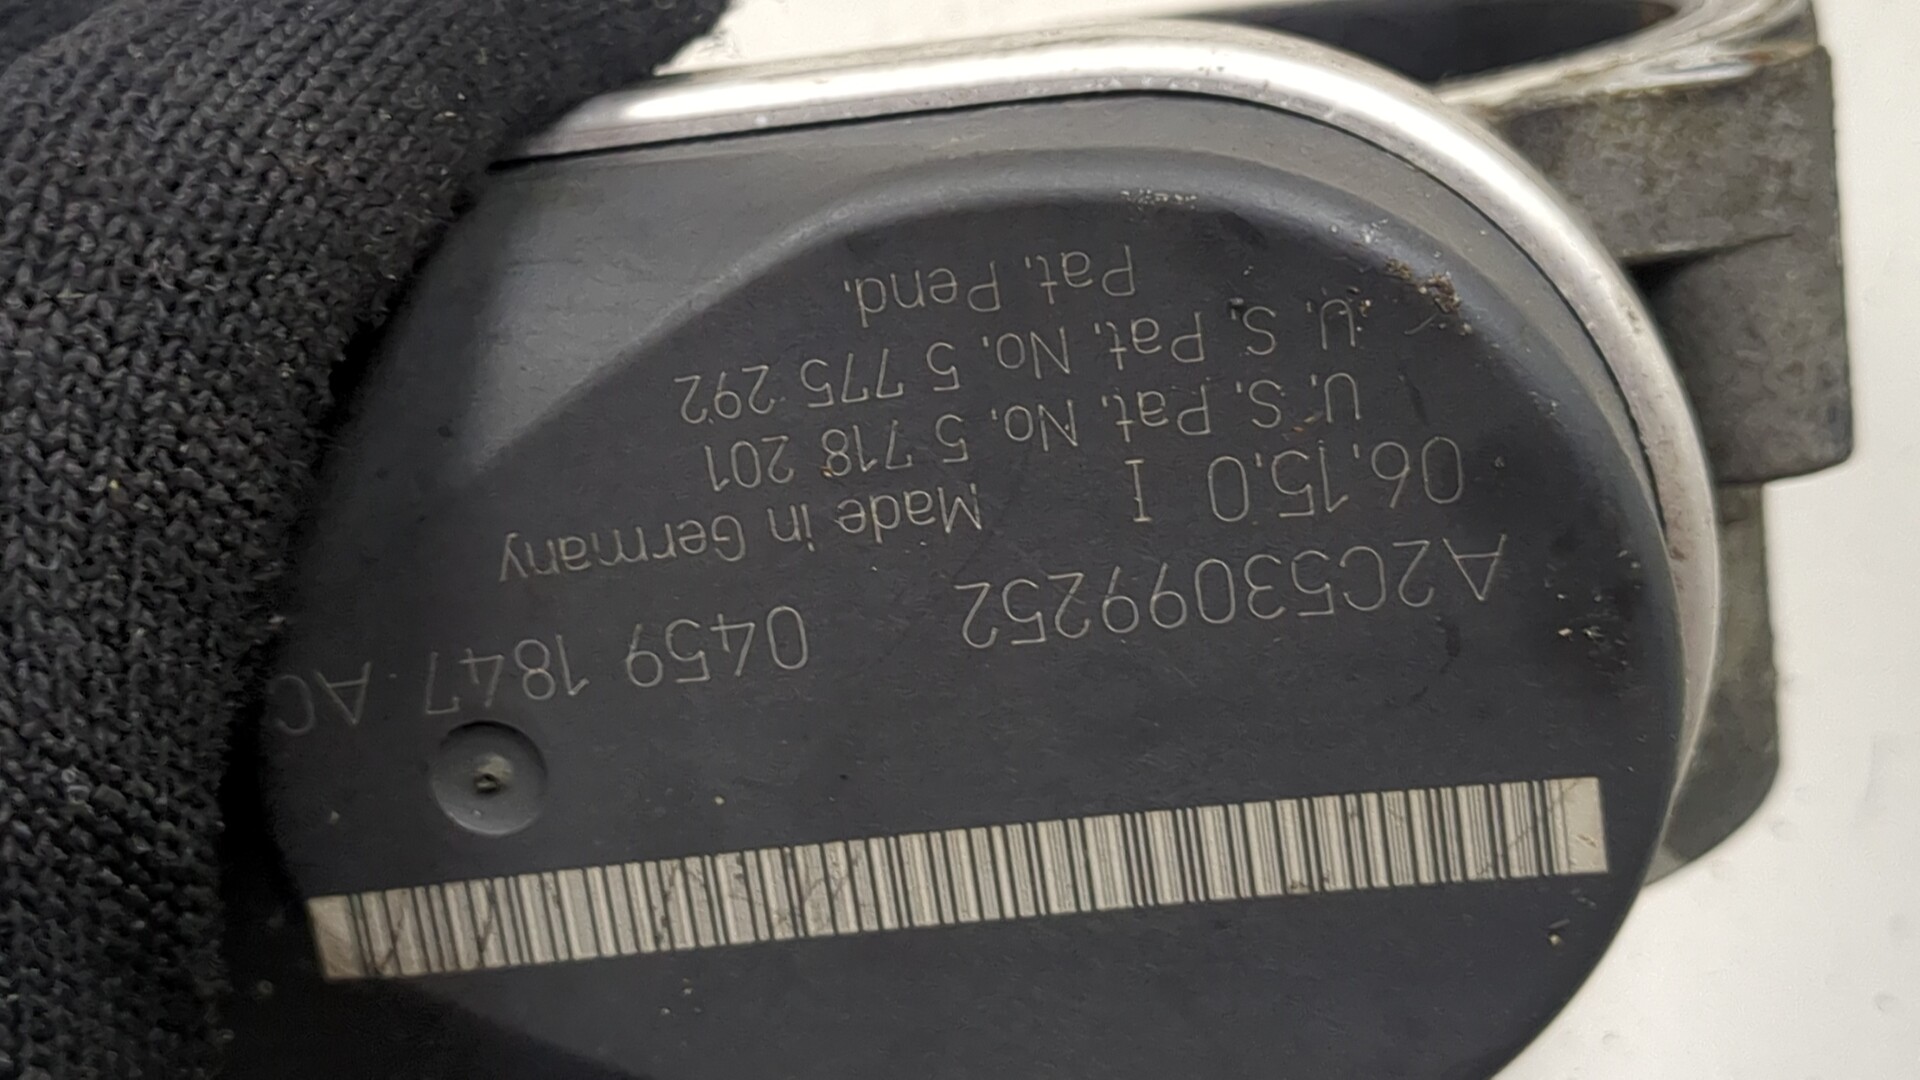 A2C53099252 0459 1847 AC
06.15.0 I Made in Germany
U. S. Pat. No. 5 718 201
U. S. Pat. No. 5 775 292
Pat. Pend.